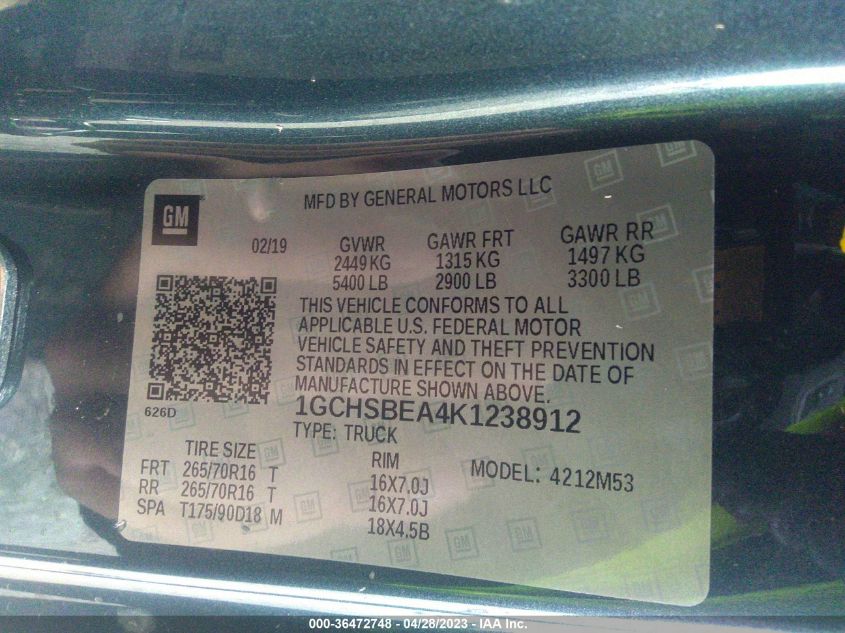 GM
MFD BY GENERAL MOTORS LLC
02/19 GVWR GAWR FRT GAWR RR
2449 KG 1315 KG 1497 KG
5400 LB 2900 LB 3300 LB
THIS VEHICLE CONFORMS TO ALL
APPLICABLE U.S. FEDERAL MOTOR
VEHICLE SAFETY AND THEFT PREVENTION
STANDARDS IN EFFECT ON THE DATE OF
MANUFACTURE SHOWN ABOVE.
626D
1GCHSBEA4K1238912
TYPE: TRUCK
TIRE SIZE RIM MODEL: 4212M53
FRT 265/70R16 T 16X7.0J
RR 265/70R16 T 16X7.0J
SPA T175/90D18 M 18X4.5B
000-36472748 - 04/28/2023 - IAA Inc.